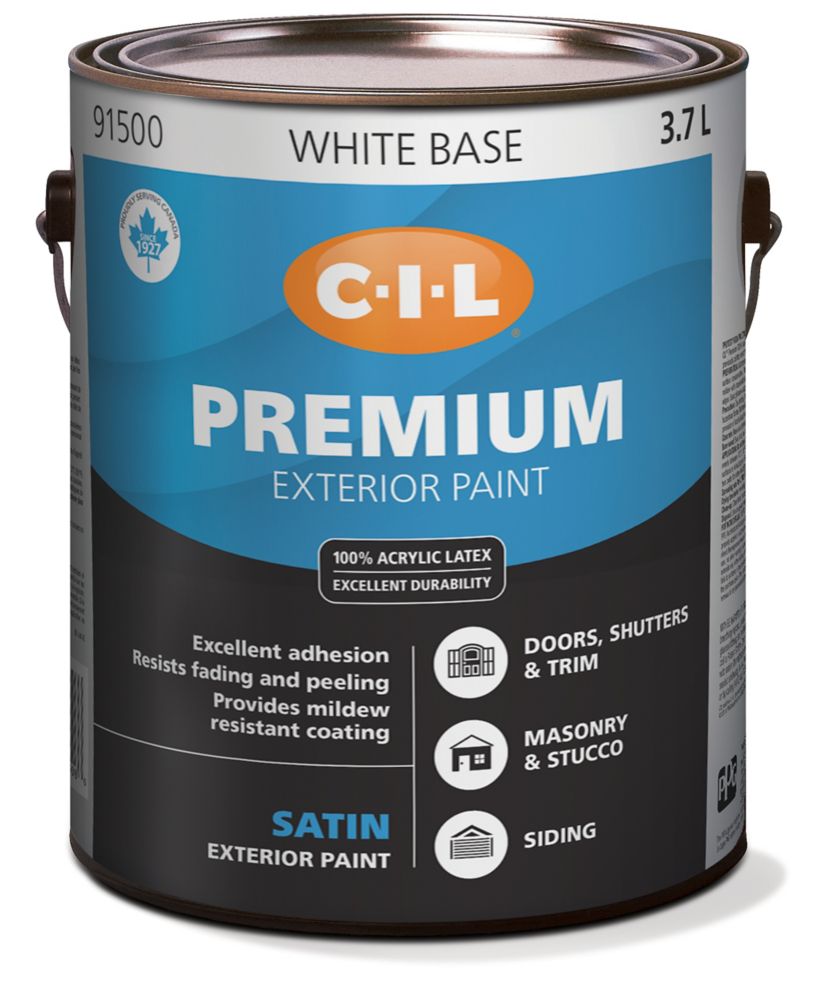 91500
WHITE BASE
3.7 L
PROUDLY SERVING CANADA
SINCE
1927
C·I·L®
PREMIUM
EXTERIOR PAINT
100% ACRYLIC LATEX
EXCELLENT DURABILITY
Excellent adhesion
Resists fading and peeling
Provides mildew
resistant coating
SATIN
EXTERIOR PAINT
DOORS, SHUTTERS
& TRIM
MASONRY
& STUCCO
SIDING
PPG